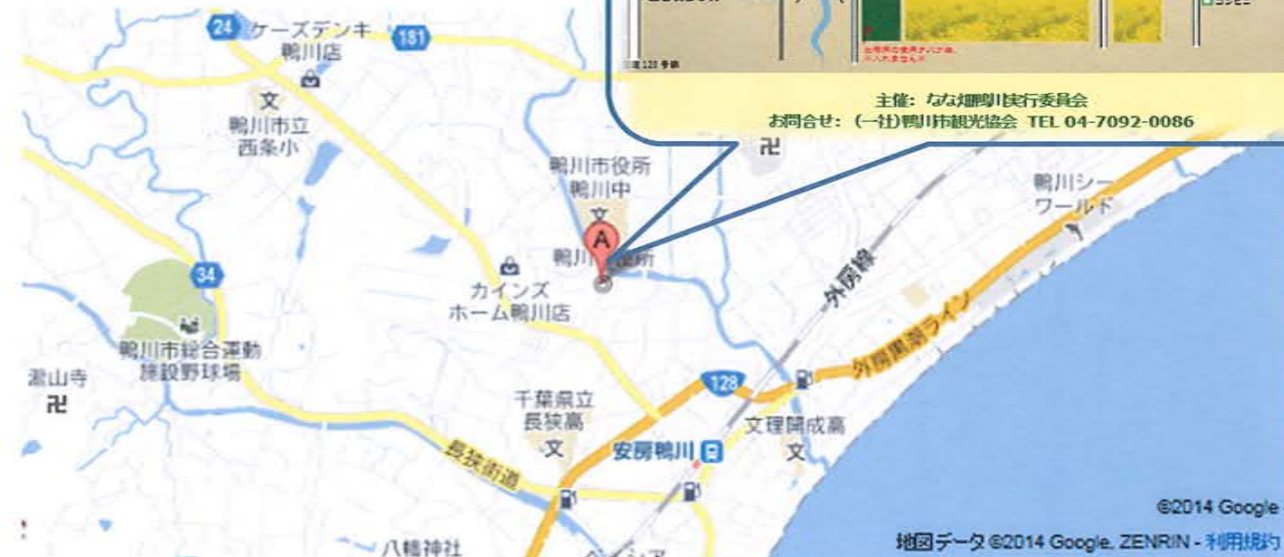 主催: なな畑鴨川実行委員会
お問合せ: (一社)鴨川市観光協会 TEL 04-7092-0086
24
ケーズデンキ
鴨川店
181
鴨川市立
西条小
鴨川市役所
鴨川中
A
鴨川シー
ワールド
34
カインズ
ホーム鴨川店
外房線
外房黒潮ライン
鴨川市総合運動
施設野球場
128
千葉県立
長狭高
文理開成高
安房鴨川
長狭街道
八幡神社
©2014 Google
地図データ ©2014 Google, ZENRIN - 利用規約